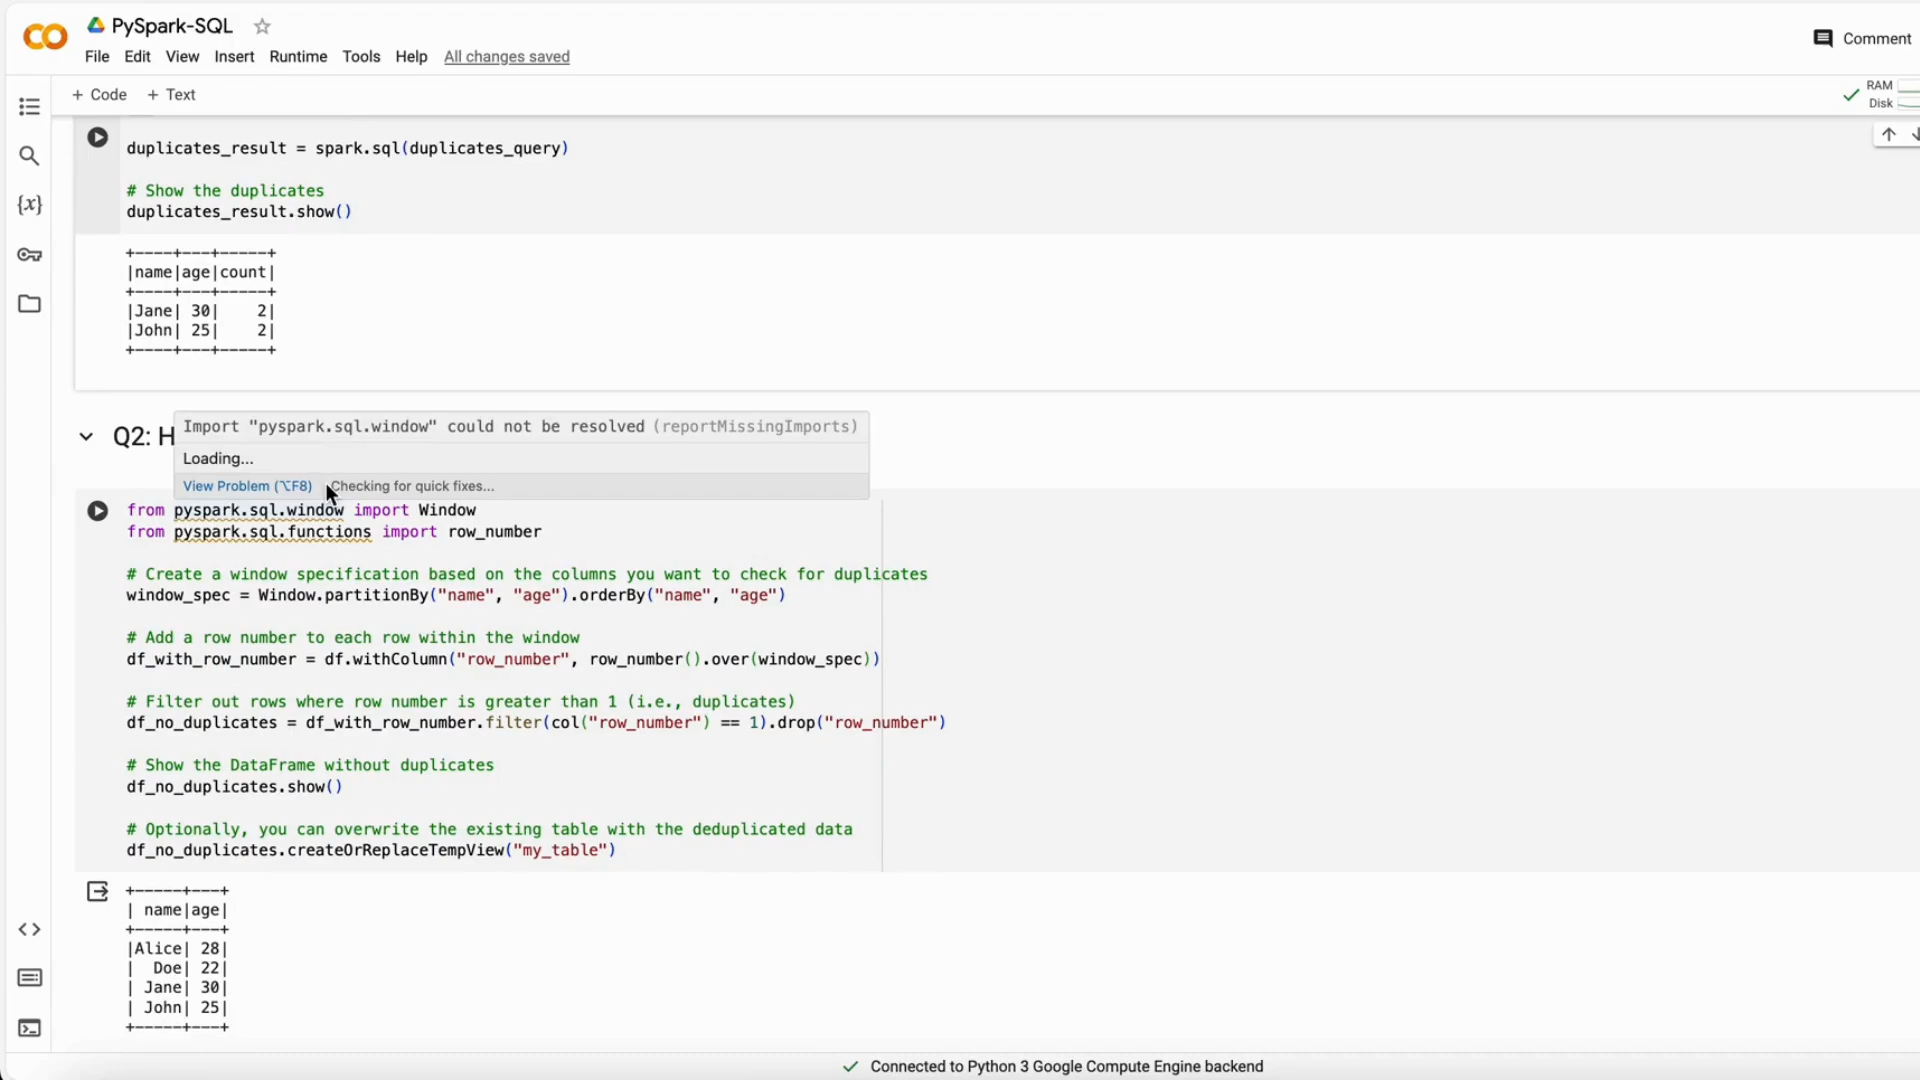 PySpark-SQL
File Edit View Insert Runtime Tools Help All changes saved
Comment
+ Code + Text
RAM
Disk
duplicates_result = spark.sql(duplicates_query)
# Show the duplicates
duplicates_result.show()
+----+---+-----+
|name|age|count|
+----+---+-----+
|Jane| 30|    2|
|John| 25|    2|
+----+---+-----+
Q2: H
Import "pyspark.sql.window" could not be resolved (reportMissingImports)
Loading...
View Problem (⌥F8) Checking for quick fixes...
from pyspark.sql.window import Window
from pyspark.sql.functions import row_number
# Create a window specification based on the columns you want to check for duplicates
window_spec = Window.partitionBy("name", "age").orderBy("name", "age")
# Add a row number to each row within the window
df_with_row_number = df.withColumn("row_number", row_number().over(window_spec))
# Filter out rows where row number is greater than 1 (i.e., duplicates)
df_no_duplicates = df_with_row_number.filter(col("row_number") == 1).drop("row_number")
# Show the DataFrame without duplicates
df_no_duplicates.show()
# Optionally, you can overwrite the existing table with the deduplicated data
df_no_duplicates.createOrReplaceTempView("my_table")
+-----+---+
| name|age|
+-----+---+
|Alice| 28|
|  Doe| 22|
| Jane| 30|
| John| 25|
+-----+---+
Connected to Python 3 Google Compute Engine backend